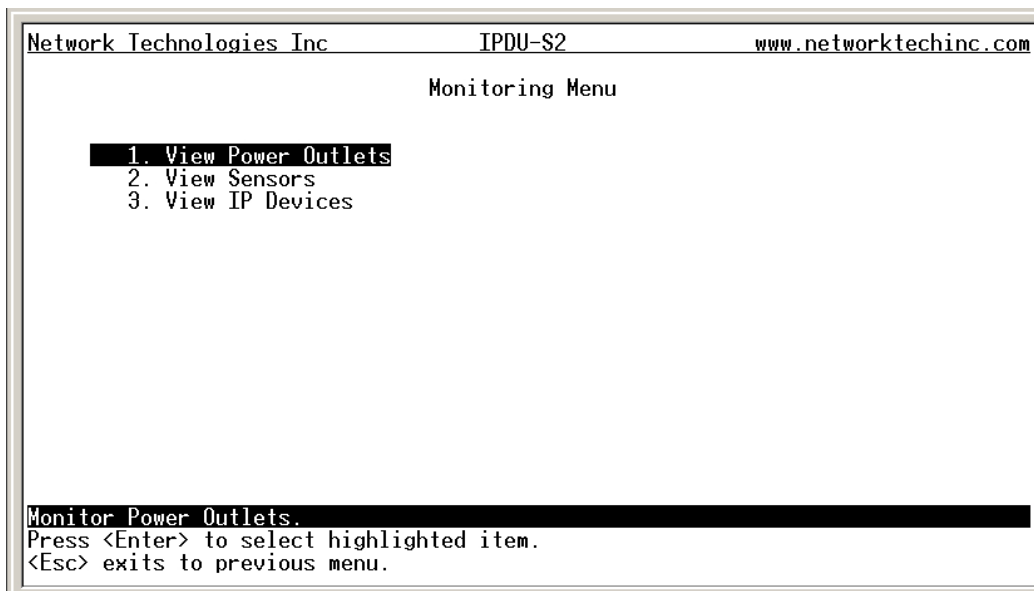 Network Technologies Inc IPDU-S2 www.networktechinc.com
Monitoring Menu
1. View Power Outlets
2. View Sensors
3. View IP Devices
Monitor Power Outlets.
Press <Enter> to select highlighted item.
<Esc> exits to previous menu.